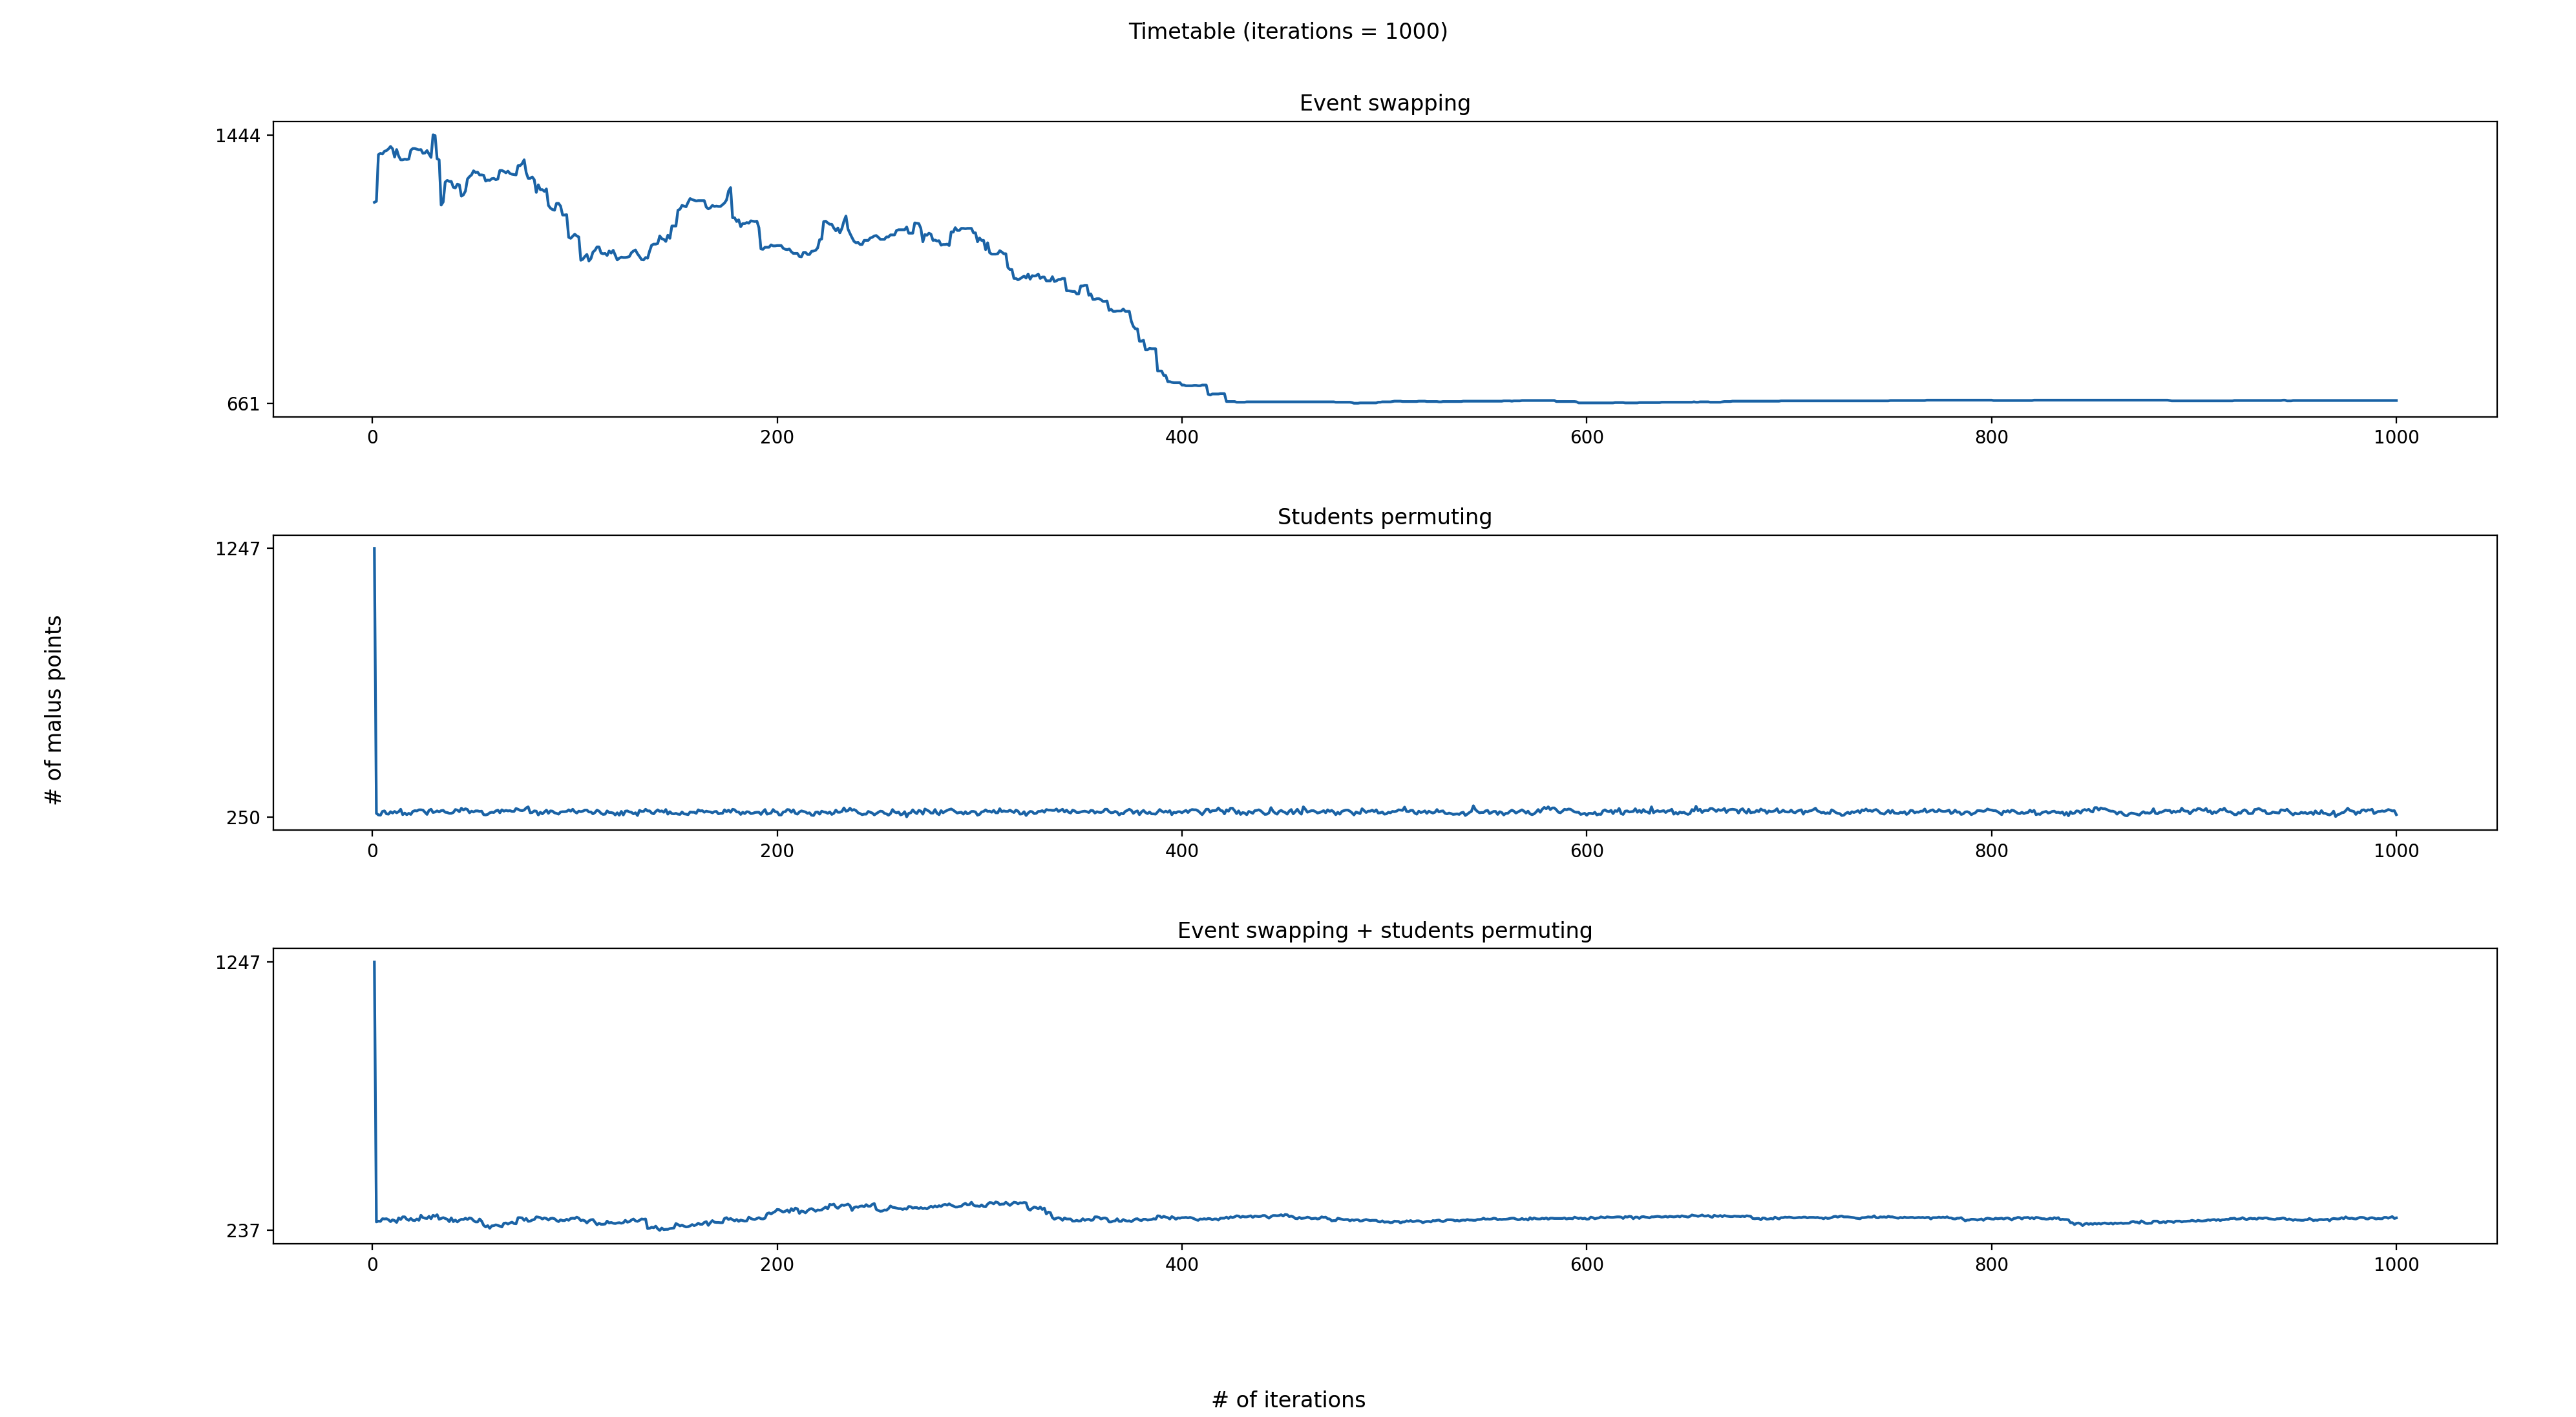 Timetable (iterations = 1000)
Event swapping
1444
661
0 200 400 600 800 1000
Students permuting
1247
250
0 200 400 600 800 1000
# of malus points
Event swapping + students permuting
1247
237
0 200 400 600 800 1000
# of iterations